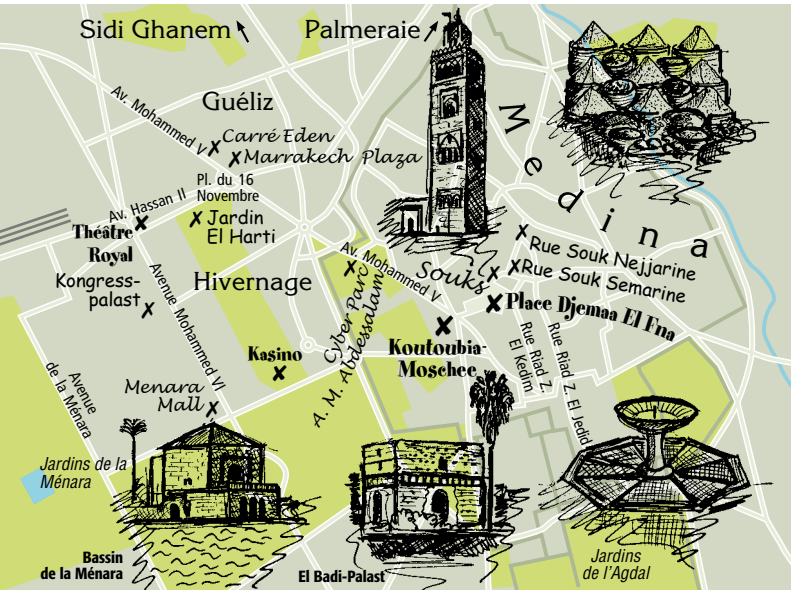 Sidi Ghanem
Palmeraie
Guéliz
Av. Mohammed V
Carré Eden
Marrakech Plaza
Medina
Pl. du 16
Novembre
Av. Hassan II
Théâtre
Royal
Jardin
El Harti
Kongress-
palast
Hivernage
Av. Mohammed V
Souks
Rue Souk Nejjarine
Rue Souk Semarine
Place Djemaa El Fna
Cyber Parc
A. M. Abdessalam
Koutoubia-
Moschee
Rue Riad Z.
El Kedim
Rue Riad Z. El Jedid
Avenue Mohammed VI
Kasino
Avenue
de la Ménara
Menara
Mall
Jardins de la
Ménara
Bassin
de la Ménara
El Badi-Palast
Jardins
de l'Agdal